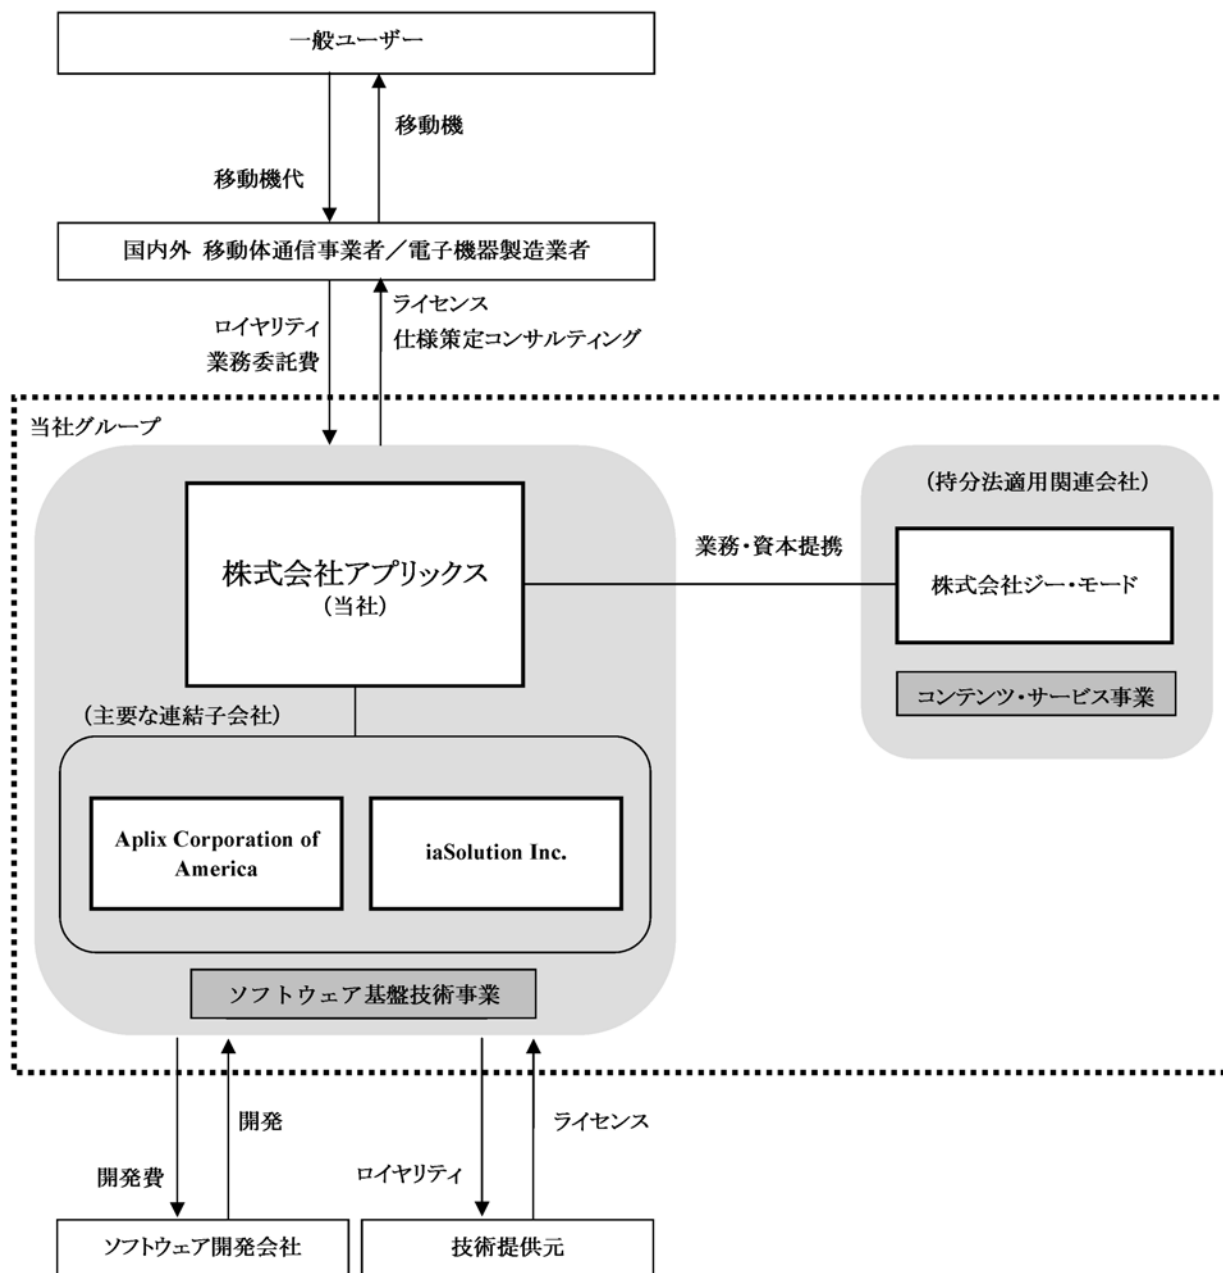 一般ユーザー
移動機
移動機代
国内外 移動体通信事業者／電子機器製造業者
ロイヤリティ
業務委託費
ライセンス
仕様策定コンサルティング
当社グループ
株式会社アプリックス
（当社）
業務・資本提携
（持分法適用関連会社）
株式会社ジー・モード
コンテンツ・サービス事業
（主要な連結子会社）
Aplix Corporation of
America
iaSolution Inc.
ソフトウェア基盤技術事業
開発
開発費
ライセンス
ロイヤリティ
ソフトウェア開発会社
技術提供元